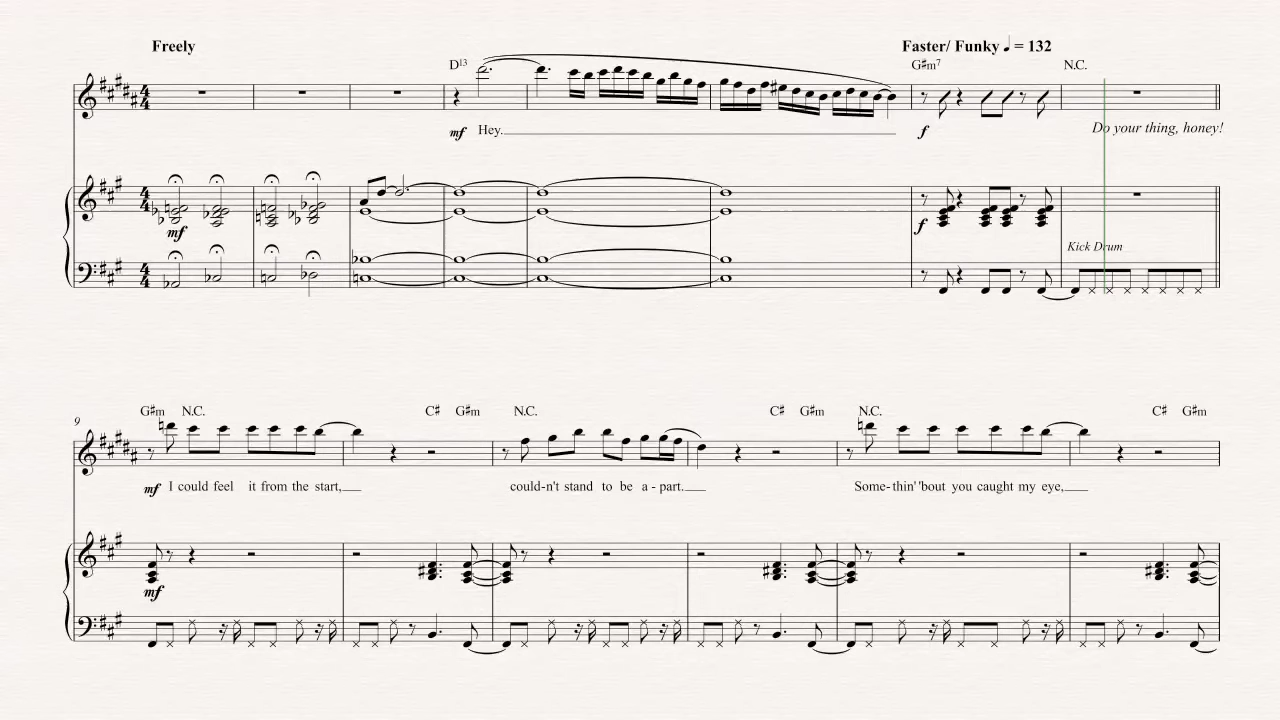 Freely
Faster/ Funky ♩ = 132
D13
G♯m7
N.C.
mf
Hey.
f
Do your thing, honey!
mf
f
Kick Drum
9
G♯m N.C. C♯ G♯m N.C. C♯ G♯m N.C. C♯ G♯m
mf I could feel it from the start, could-n't stand to be a - part. Some-thin' 'bout you caught my eye,
mf